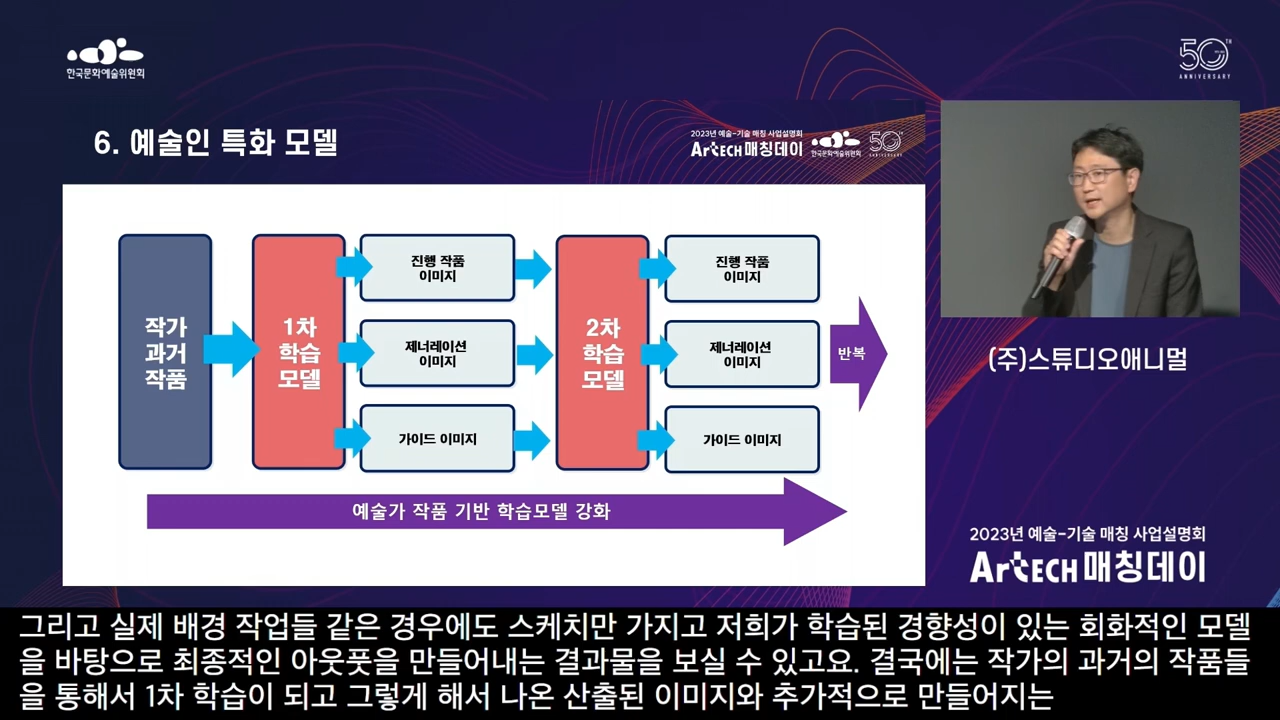 한국문화예술위원회
50TH
ANNIVERSARY
6. 예술인 특화 모델
2023년 예술-기술 매칭 사업설명회
ArtECH 매칭데이
한국문화예술위원회
50TH
ANNIVERSARY
작가
과거
작품
1차
학습
모델
진행 작품
이미지
제너레이션
이미지
가이드 이미지
2차
학습
모델
진행 작품
이미지
제너레이션
이미지
가이드 이미지
반복
예술가 작품 기반 학습모델 강화
(주)스튜디오애니멀
2023년 예술-기술 매칭 사업설명회
ArtECH 매칭데이
그리고 실제 배경 작업들 같은 경우에도 스케치만 가지고 저희가 학습된 경향성이 있는 회화적인 모델
을 바탕으로 최종적인 아웃풋을 만들어내는 결과물을 보실 수 있고요. 결국에는 작가의 과거의 작품들
을 통해서 1차 학습이 되고 그렇게 해서 나온 산출된 이미지와 추가적으로 만들어지는